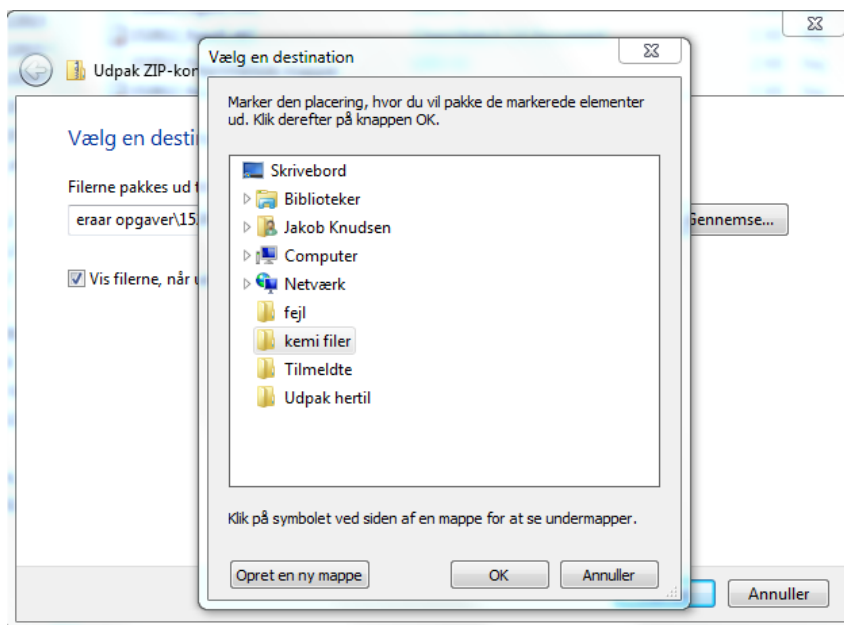 Udpak ZIP-kor
Vælg en destination
Marker den placering, hvor du vil pakke de markerede elementer
ud. Klik derefter på knappen OK.
Vælg en desti
Skrivebord
Filerne pakkes ud
Biblioteker
eraar opgaver\15.
Jakob Knudsen
Gennemse...
Computer
Vis filerne, når
Netværk
fejl
kemi filer
Tilmeldte
Udpak hertil
Klik på symbolet ved siden af en mappe for at se undermapper.
Opret en ny mappe
OK
Annuller
Annuller